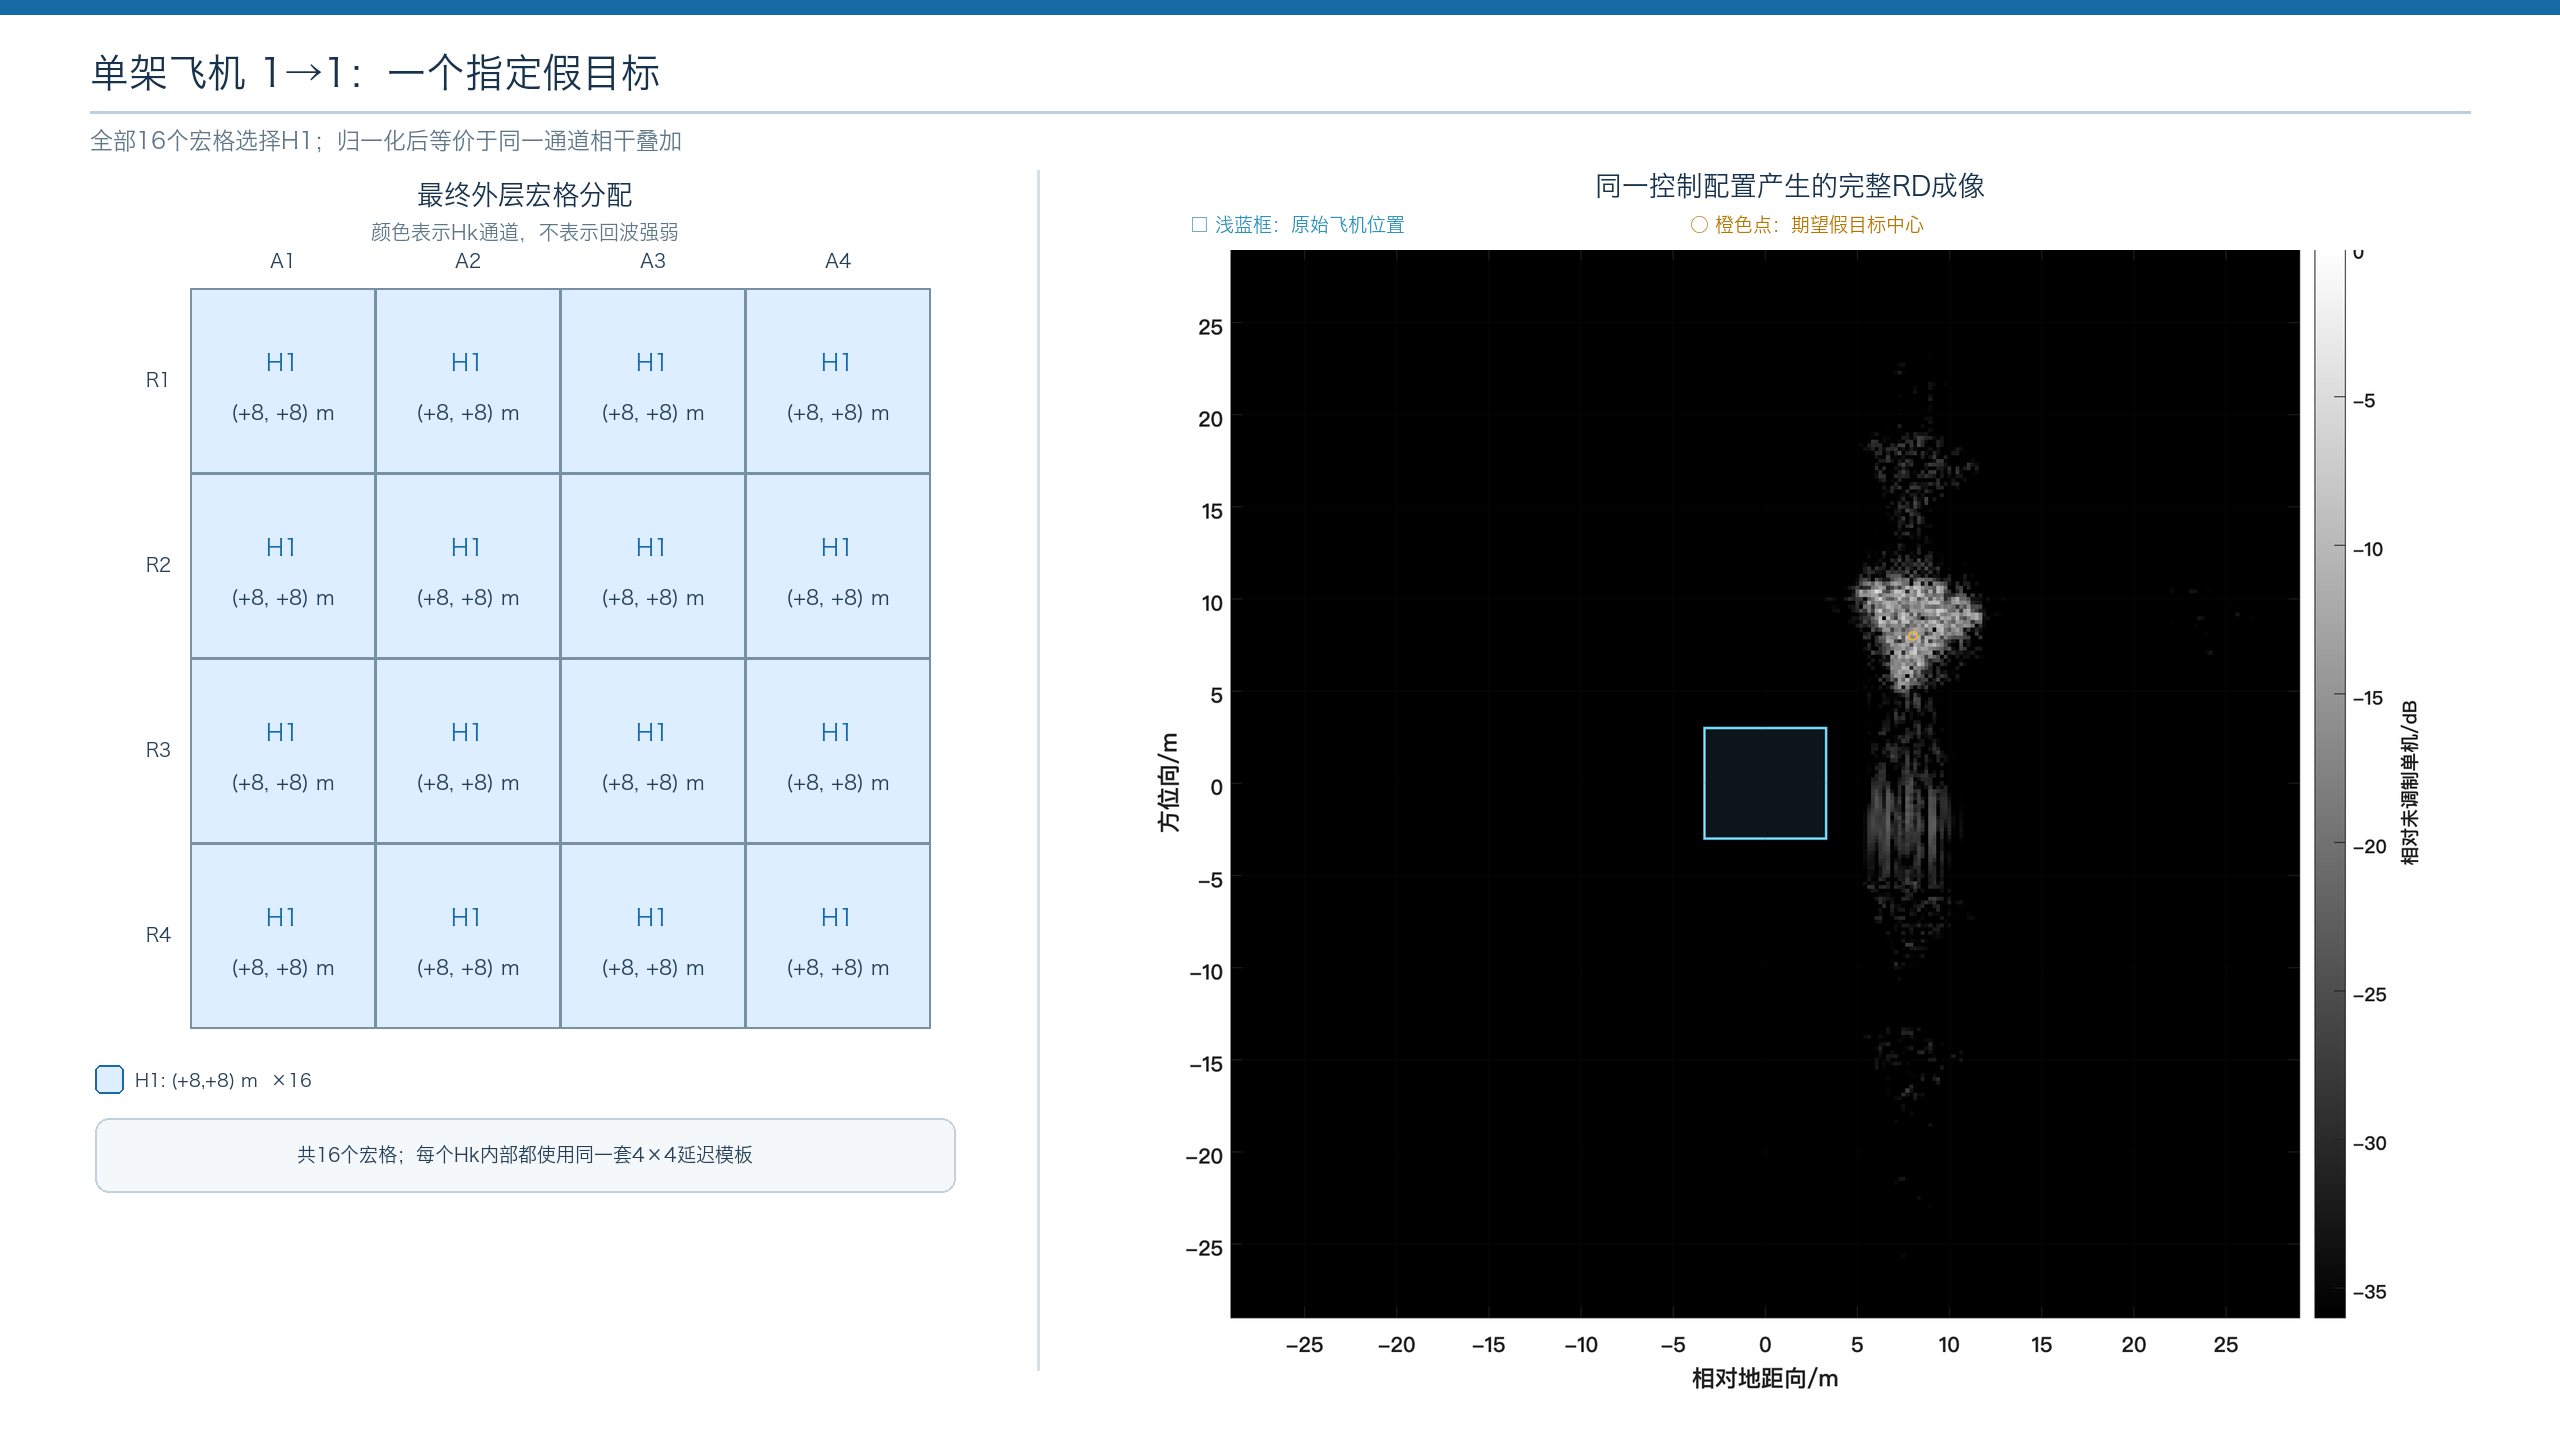 单架飞机 1→1：一个指定假目标
全部16个宏格选择H1；归一化后等价于同一通道相干叠加
最终外层宏格分配
颜色表示Hk通道，不表示回波强弱
A1 A2 A3 A4
R1
H1 H1 H1 H1
(+8, +8) m (+8, +8) m (+8, +8) m (+8, +8) m
R2
H1 H1 H1 H1
(+8, +8) m (+8, +8) m (+8, +8) m (+8, +8) m
R3
H1 H1 H1 H1
(+8, +8) m (+8, +8) m (+8, +8) m (+8, +8) m
R4
H1 H1 H1 H1
(+8, +8) m (+8, +8) m (+8, +8) m (+8, +8) m
H1: (+8,+8) m ×16
共16个宏格；每个Hk内部都使用同一套4×4延迟模板
同一控制配置产生的完整RD成像
□ 浅蓝框：原始飞机位置
○ 橙色点：期望假目标中心
25
20
15
10
5
0
−5
−10
−15
−20
−25
方位向/m
−25 −20 −15 −10 −5 0 5 10 15 20 25
相对地距向/m
0
−5
−10
−15
−20
−25
−30
−35
相对未调制单机/dB